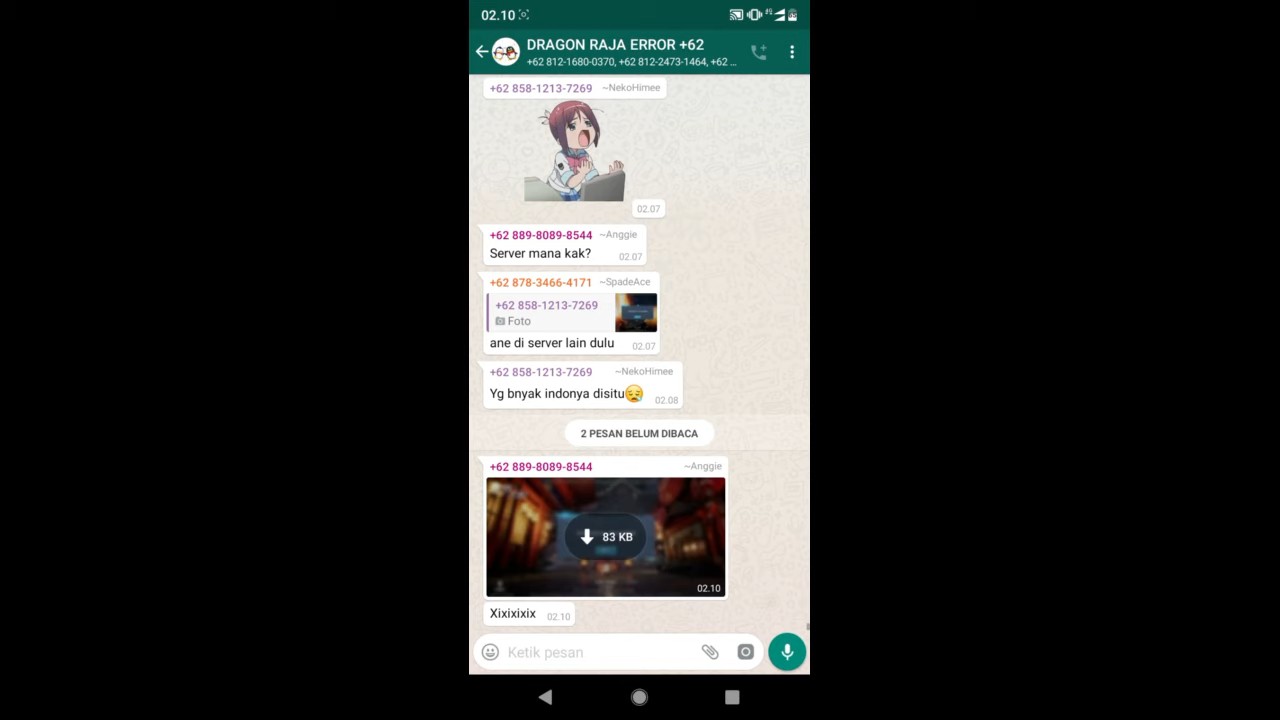 02.10
DRAGON RAJA ERROR +62
+62 812-1680-0370, +62 812-2473-1464, +62 ...
+62 858-1213-7269 ~NekoHimee
02.07
+62 889-8089-8544 ~Anggie
Server mana kak? 02.07
+62 878-3466-4171 ~SpadeAce
+62 858-1213-7269
Foto
ane di server lain dulu 02.07
+62 858-1213-7269 ~NekoHimee
Yg bnyak indonya disitu😪 02.08
2 PESAN BELUM DIBACA
+62 889-8089-8544 ~Anggie
83 KB
02.10
Xixixixix 02.10
Ketik pesan